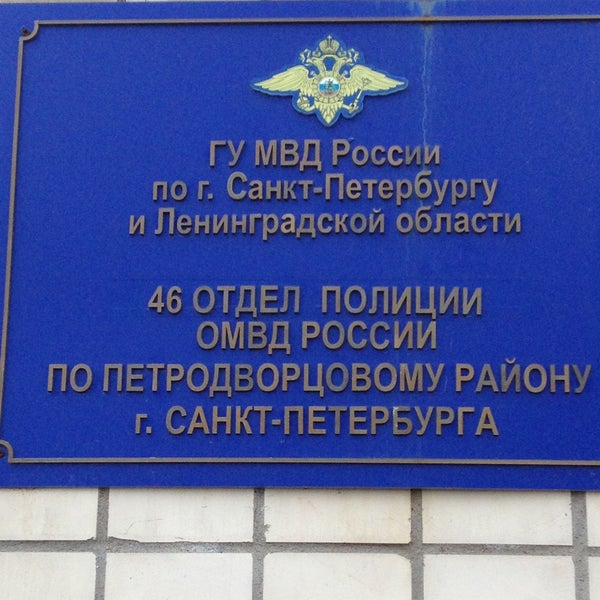 ГУ МВД России
по г. Санкт-Петербургу
и Ленинградской области
46 ОТДЕЛ ПОЛИЦИИ
ОМВД РОССИИ
ПО ПЕТРОДВОРЦОВОМУ РАЙОНУ
г. САНКТ-ПЕТЕРБУРГА